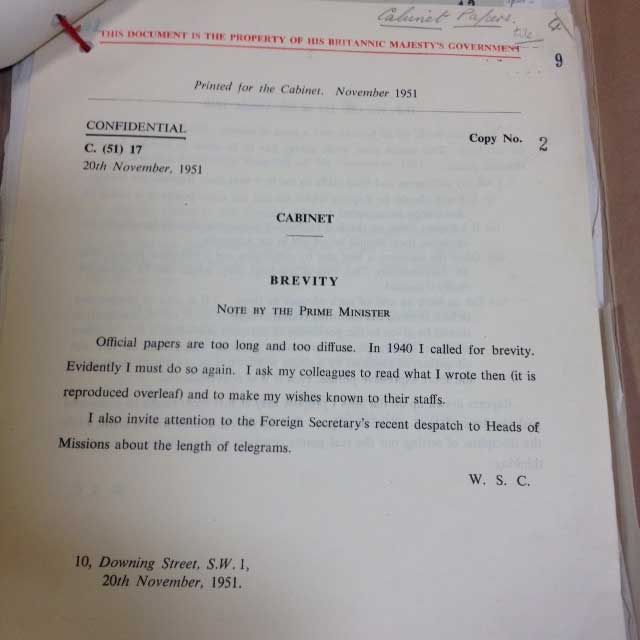 Cabinet Papers.
file
THIS DOCUMENT IS THE PROPERTY OF HIS BRITANNIC MAJESTY'S GOVERNMENT
9
Printed for the Cabinet. November 1951
CONFIDENTIAL
Copy No. 2
C. (51) 17
20th November, 1951
CABINET
BREVITY
NOTE BY THE PRIME MINISTER
Official papers are too long and too diffuse. In 1940 I called for brevity.
Evidently I must do so again. I ask my colleagues to read what I wrote then (it is
reproduced overleaf) and to make my wishes known to their staffs.
I also invite attention to the Foreign Secretary's recent despatch to Heads of
Missions about the length of telegrams.
W. S. C.
10, Downing Street, S.W. 1,
20th November, 1951.